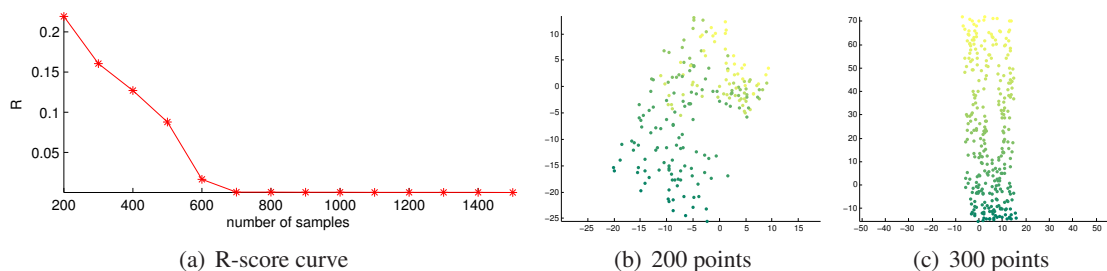 0.2
0.15
0.1
0.05
R
200 400 600 800 1000 1200 1400
number of samples
(a) R-score curve
10
5
0
−5
−10
−15
−20
−25
−25 −20 −15 −10 −5 0 5 10 15
(b) 200 points
70
60
50
40
30
20
10
0
−10
−50 −40 −30 −20 −10 0 10 20 30 40 50
(c) 300 points